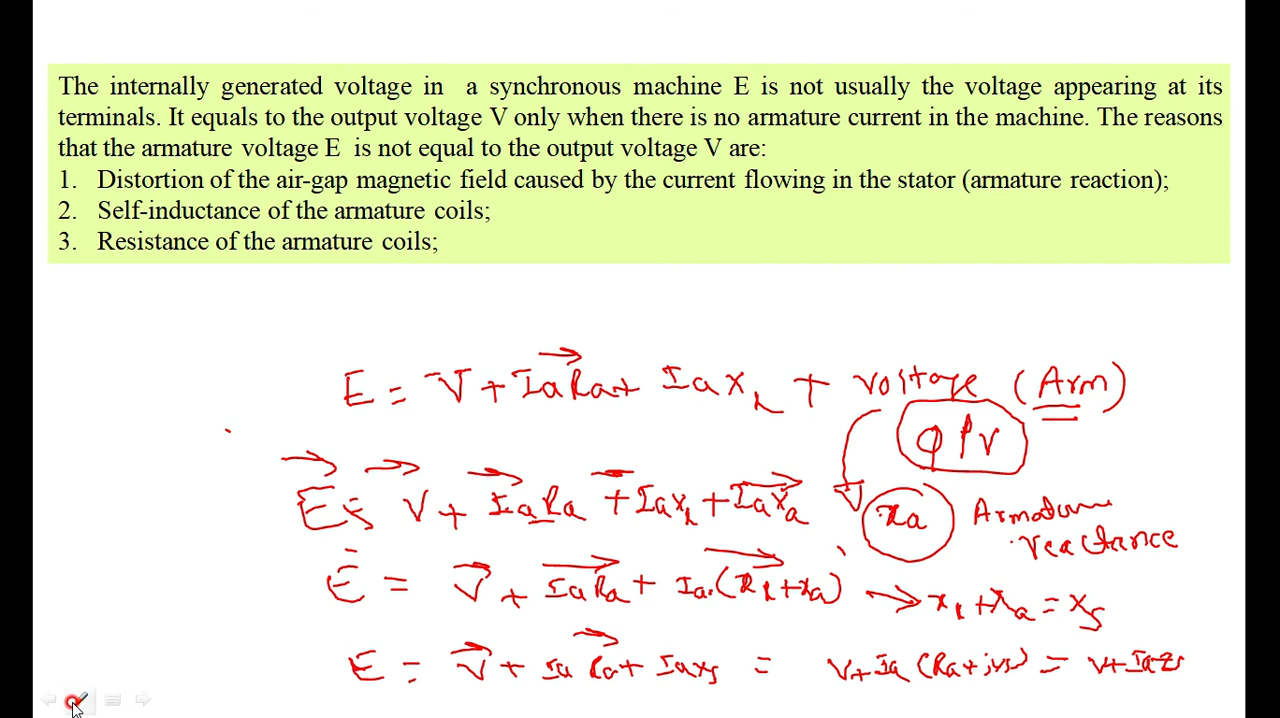 The internally generated voltage in a synchronous machine E is not usually the voltage appearing at its
terminals. It equals to the output voltage V only when there is no armature current in the machine. The reasons
that the armature voltage E is not equal to the output voltage V are:
1. Distortion of the air-gap magnetic field caused by the current flowing in the stator (armature reaction);
2. Self-inductance of the armature coils;
3. Resistance of the armature coils;
E = V + IaRa + IaXL + voltage (Arm)
φ PV
E = V + IaRa + IaXL + IaXa
Xa Armature
reactance
E = V + IaRa + Ia.(XL + Xa) → XL + Xa = Xs
E = V + IaRa + IaXs = V + Ia (Ra + jXs) = V + IaZs